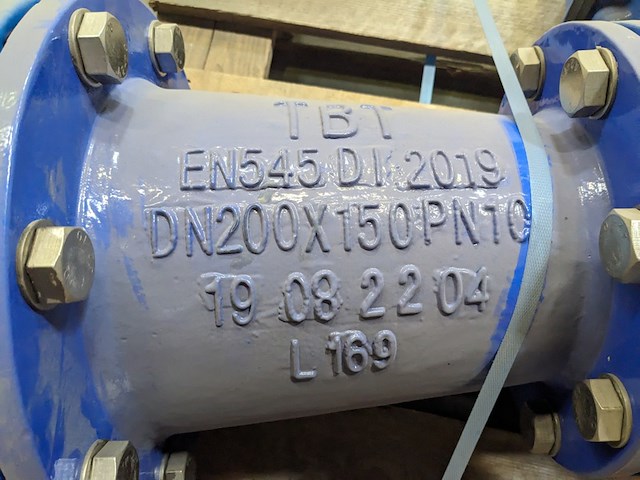 TBT
EN545 DI 2019
DN200X150PN10
19 08 22 04
L 169